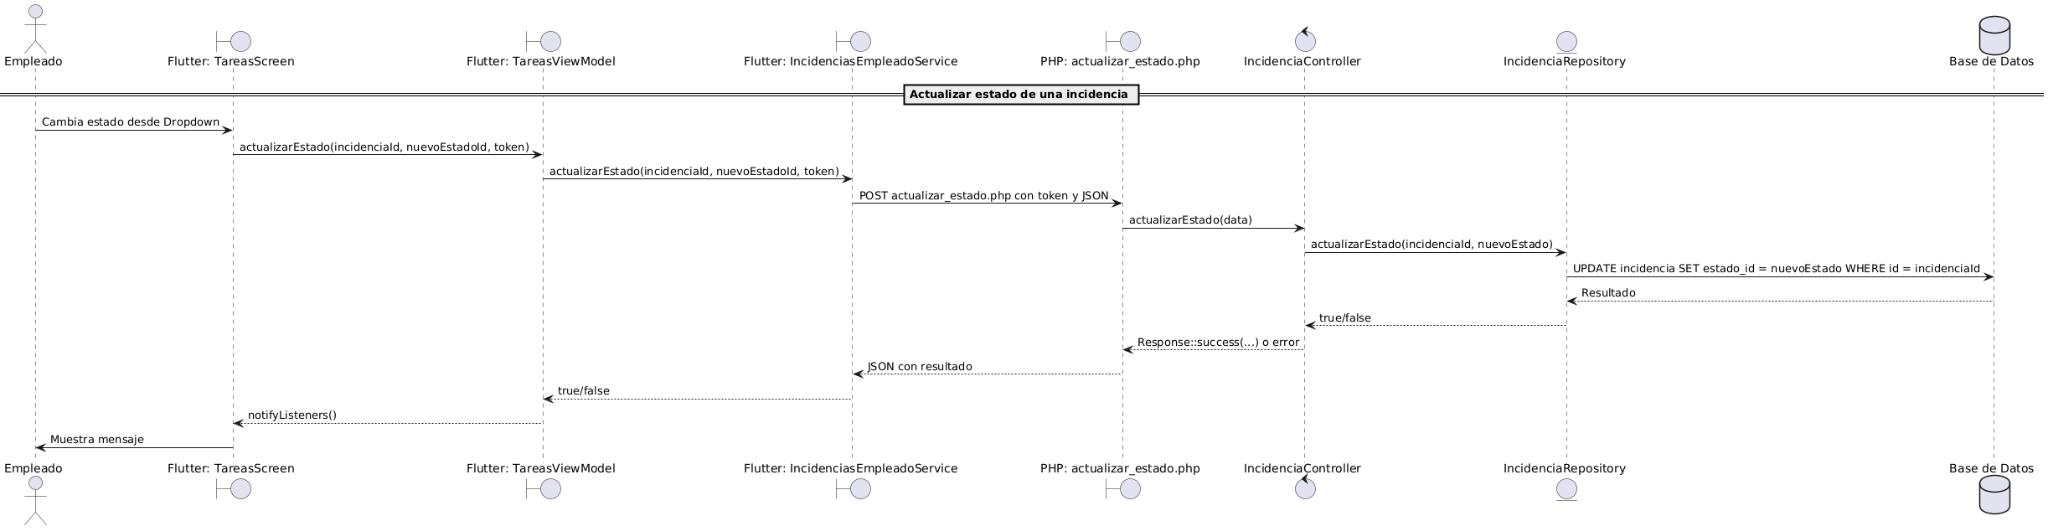 Empleado
Flutter: TareasScreen
Flutter: TareasViewModel
Flutter: IncidenciasEmpleadoService
PHP: actualizar_estado.php
IncidenciaController
IncidenciaRepository
Base de Datos
Actualizar estado de una incidencia
Cambia estado desde Dropdown
actualizarEstado(incidenciaId, nuevoEstadoId, token)
actualizarEstado(incidenciaId, nuevoEstadoId, token)
POST actualizar_estado.php con token y JSON
actualizarEstado(data)
actualizarEstado(incidenciaId, nuevoEstado)
UPDATE incidencia SET estado_id = nuevoEstado WHERE id = incidenciaId
Resultado
true/false
Response::success(...) o error
JSON con resultado
true/false
notifyListeners()
Muestra mensaje
Empleado
Flutter: TareasScreen
Flutter: TareasViewModel
Flutter: IncidenciasEmpleadoService
PHP: actualizar_estado.php
IncidenciaController
IncidenciaRepository
Base de Datos